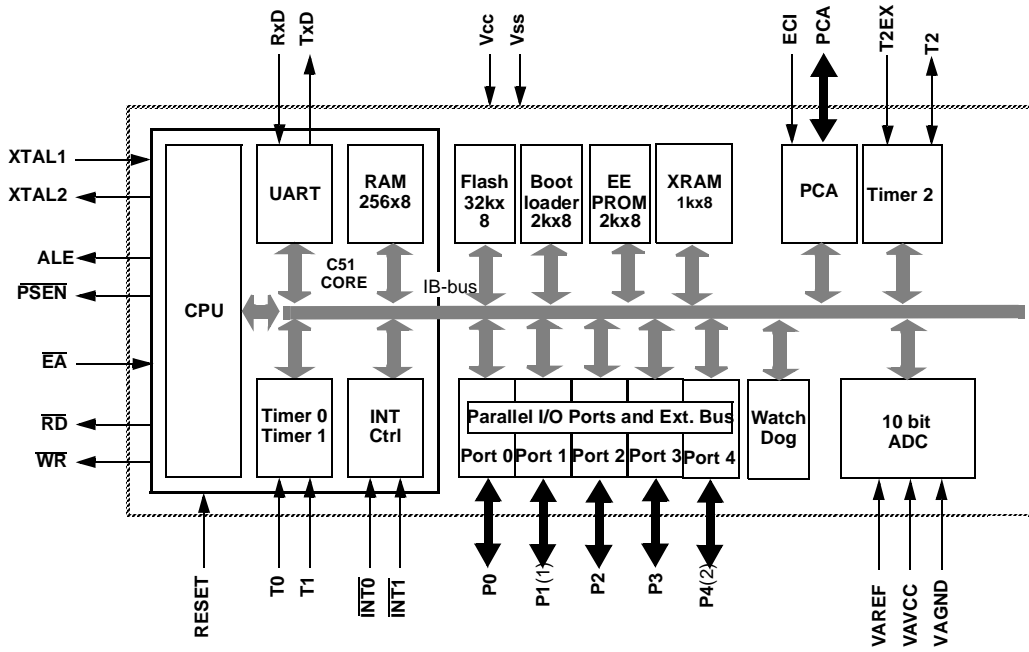 RxD
TxD
Vcc
Vss
ECI
PCA
T2EX
T2
XTAL1
XTAL2
ALE
PSEN
EA
RD
WR
CPU
UART
RAM
256x8
C51
CORE
IB-bus
Flash
32kx
8
Boot
loader
2kx8
EE
PROM
2kx8
XRAM
1kx8
PCA
Timer 2
Timer 0
Timer 1
INT
Ctrl
Parallel I/O Ports and Ext. Bus
Port 0
Port 1
Port 2
Port 3
Port 4
Watch
Dog
10 bit
ADC
RESET
T0
T1
INT0
INT1
P0
P1(1)
P2
P3
P4(2)
VAREF
VAVCC
VAGND